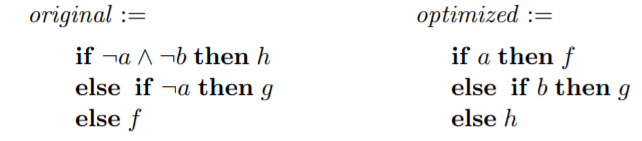 original := optimized :=
if ¬a ∧ ¬b then h if a then f
else if ¬a then g else if b then g
else f else h